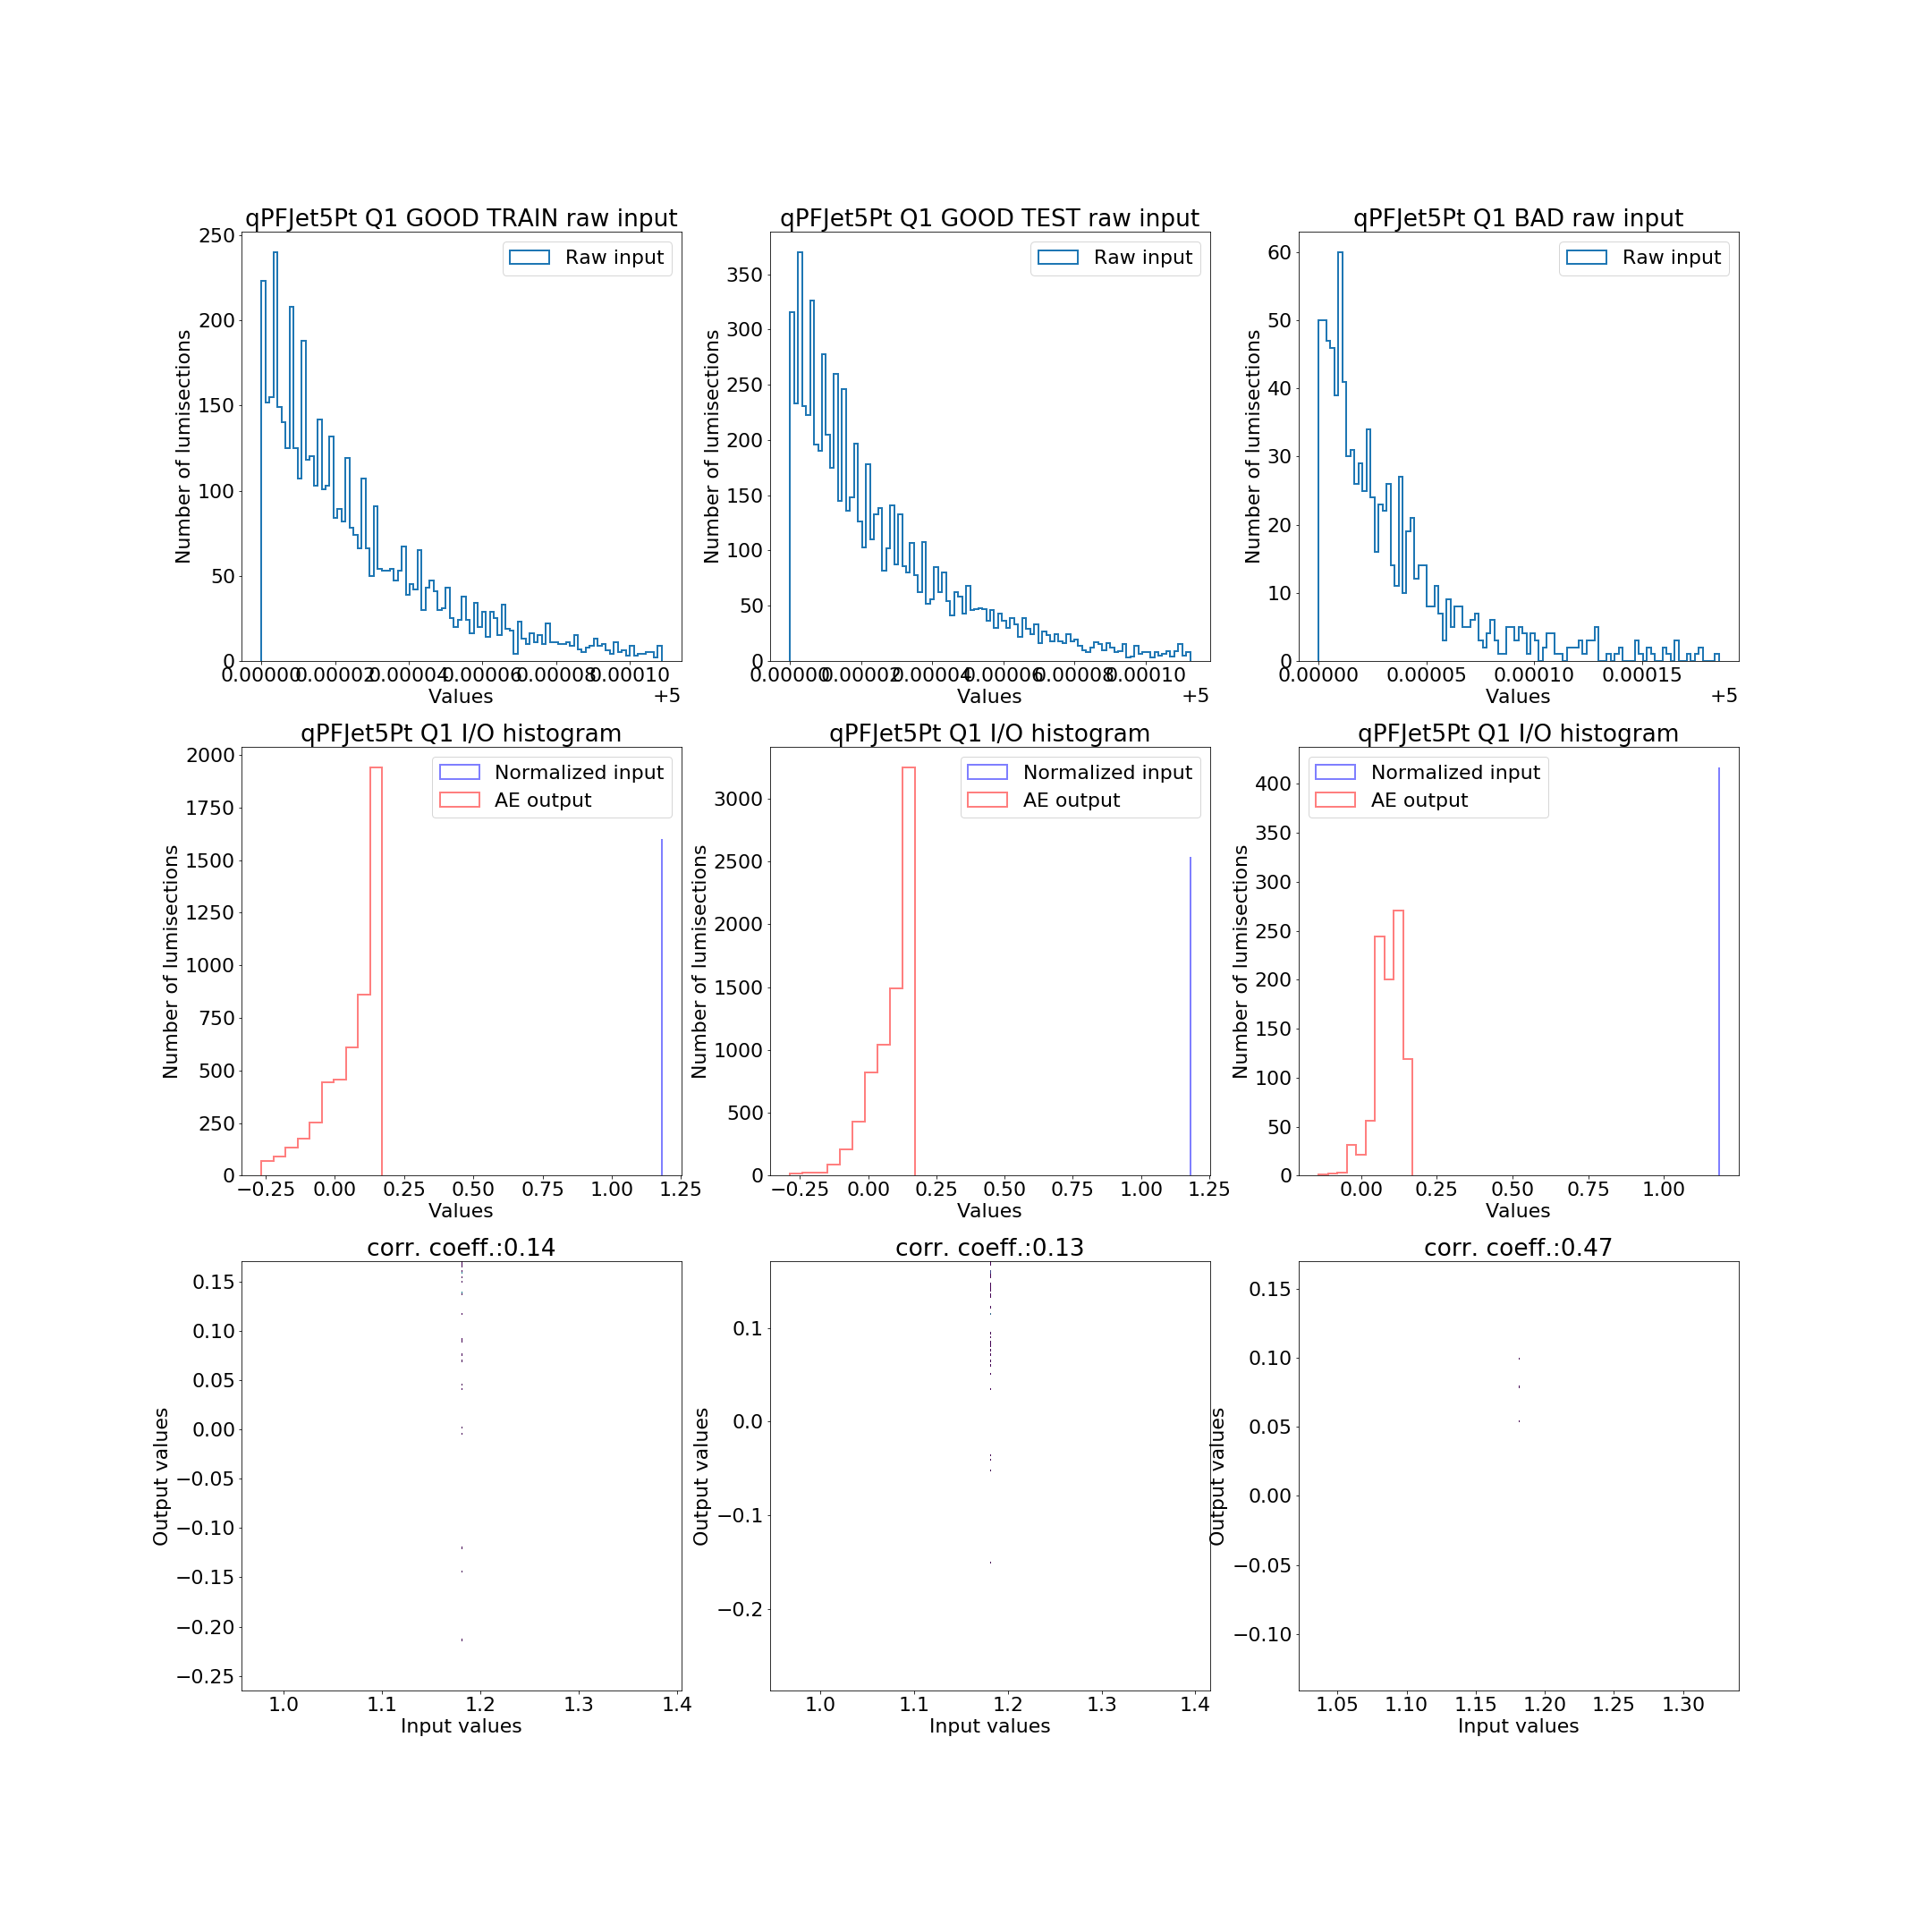 qPFJet5Pt Q1 GOOD TRAIN raw input
250
200
150
100
50
0
Number of lumisections
Raw input
0.00000 0.00002 0.00004 0.00006 0.00008 0.00010
Values
+5
qPFJet5Pt Q1 GOOD TEST raw input
350
300
250
200
150
100
50
0
Number of lumisections
Raw input
0.00000 0.00002 0.00004 0.00006 0.00008 0.00010
Values
+5
qPFJet5Pt Q1 BAD raw input
60
50
40
30
20
10
0
Number of lumisections
Raw input
0.00000 0.00005 0.00010 0.00015
Values
+5
qPFJet5Pt Q1 I/O histogram
2000
1750
1500
1250
1000
750
500
250
0
Number of lumisections
Normalized input
AE output
−0.25 0.00 0.25 0.50 0.75 1.00 1.25
Values
qPFJet5Pt Q1 I/O histogram
3000
2500
2000
1500
1000
500
0
Number of lumisections
Normalized input
AE output
−0.25 0.00 0.25 0.50 0.75 1.00 1.25
Values
qPFJet5Pt Q1 I/O histogram
400
350
300
250
200
150
100
50
0
Number of lumisections
Normalized input
AE output
0.00 0.25 0.50 0.75 1.00
Values
corr. coeff.:0.14
0.15
0.10
0.05
0.00
−0.05
−0.10
−0.15
−0.20
−0.25
Output values
1.0 1.1 1.2 1.3 1.4
Input values
corr. coeff.:0.13
0.1
0.0
−0.1
−0.2
Output values
1.0 1.1 1.2 1.3 1.4
Input values
corr. coeff.:0.47
0.15
0.10
0.05
0.00
−0.05
−0.10
Output values
1.05 1.10 1.15 1.20 1.25 1.30
Input values